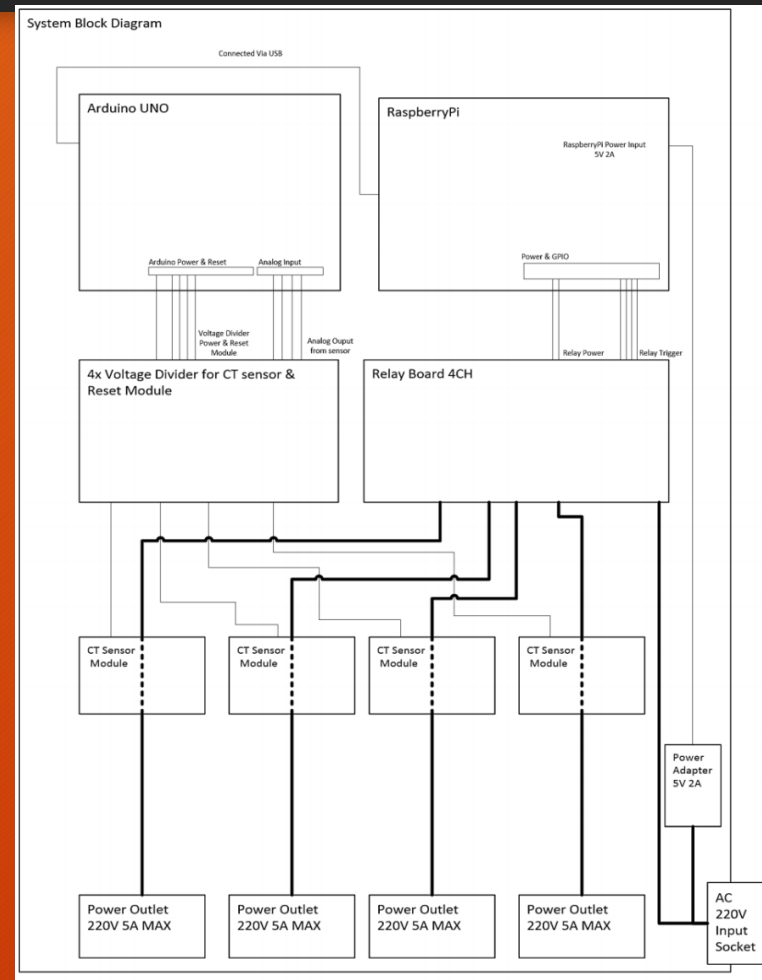 System Block Diagram
Connected Via USB
Arduino UNO
RaspberryPi
RaspberryPi Power Input
5V 2A
Arduino Power & Reset
Analog Input
Power & GPIO
Voltage Divider
Power & Reset
Module
Analog Ouput
from sensor
Relay Power
Relay Trigger
4x Voltage Divider for CT sensor &
Reset Module
Relay Board 4CH
CT Sensor
Module
CT Sensor
Module
CT Sensor
Module
CT Sensor
Module
Power
Adapter
5V 2A
Power Outlet
220V 5A MAX
Power Outlet
220V 5A MAX
Power Outlet
220V 5A MAX
Power Outlet
220V 5A MAX
AC
220V
Input
Socket